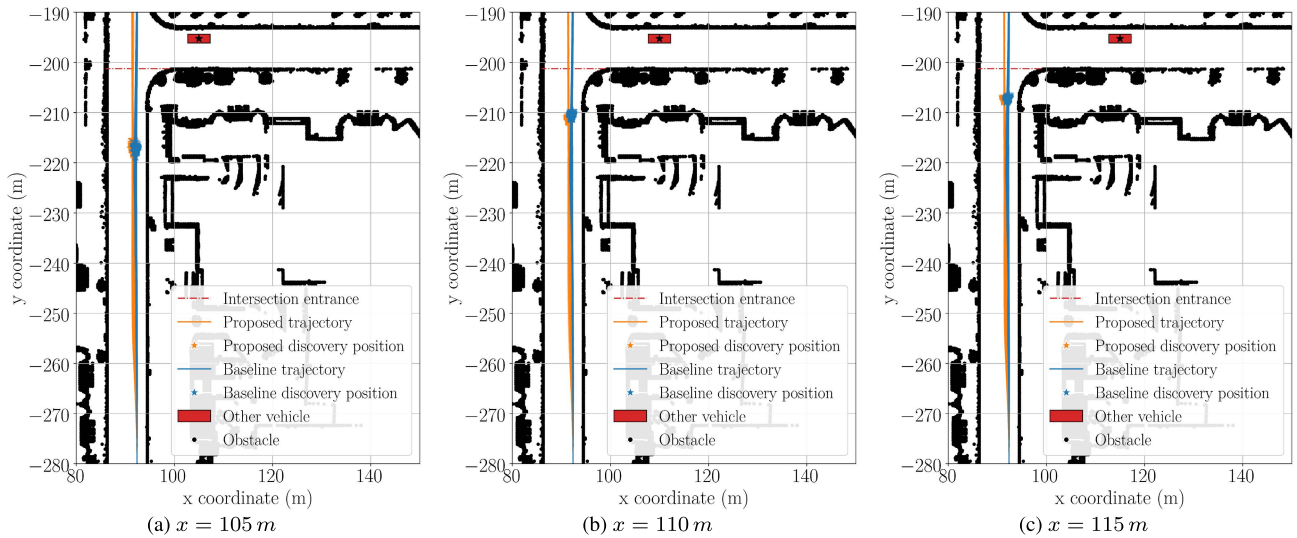 −190
−200
−210
−220
−230
−240
−250
−260
−270
−280
y coordinate (m)
80
100
120
140
x coordinate (m)
Intersection entrance
Proposed trajectory
Proposed discovery position
Baseline trajectory
Baseline discovery position
Other vehicle
Obstacle
(a) x = 105 m
−190
−200
−210
−220
−230
−240
−250
−260
−270
−280
y coordinate (m)
80
100
120
140
x coordinate (m)
Intersection entrance
Proposed trajectory
Proposed discovery position
Baseline trajectory
Baseline discovery position
Other vehicle
Obstacle
(b) x = 110 m
−190
−200
−210
−220
−230
−240
−250
−260
−270
−280
y coordinate (m)
80
100
120
140
x coordinate (m)
Intersection entrance
Proposed trajectory
Proposed discovery position
Baseline trajectory
Baseline discovery position
Other vehicle
Obstacle
(c) x = 115 m